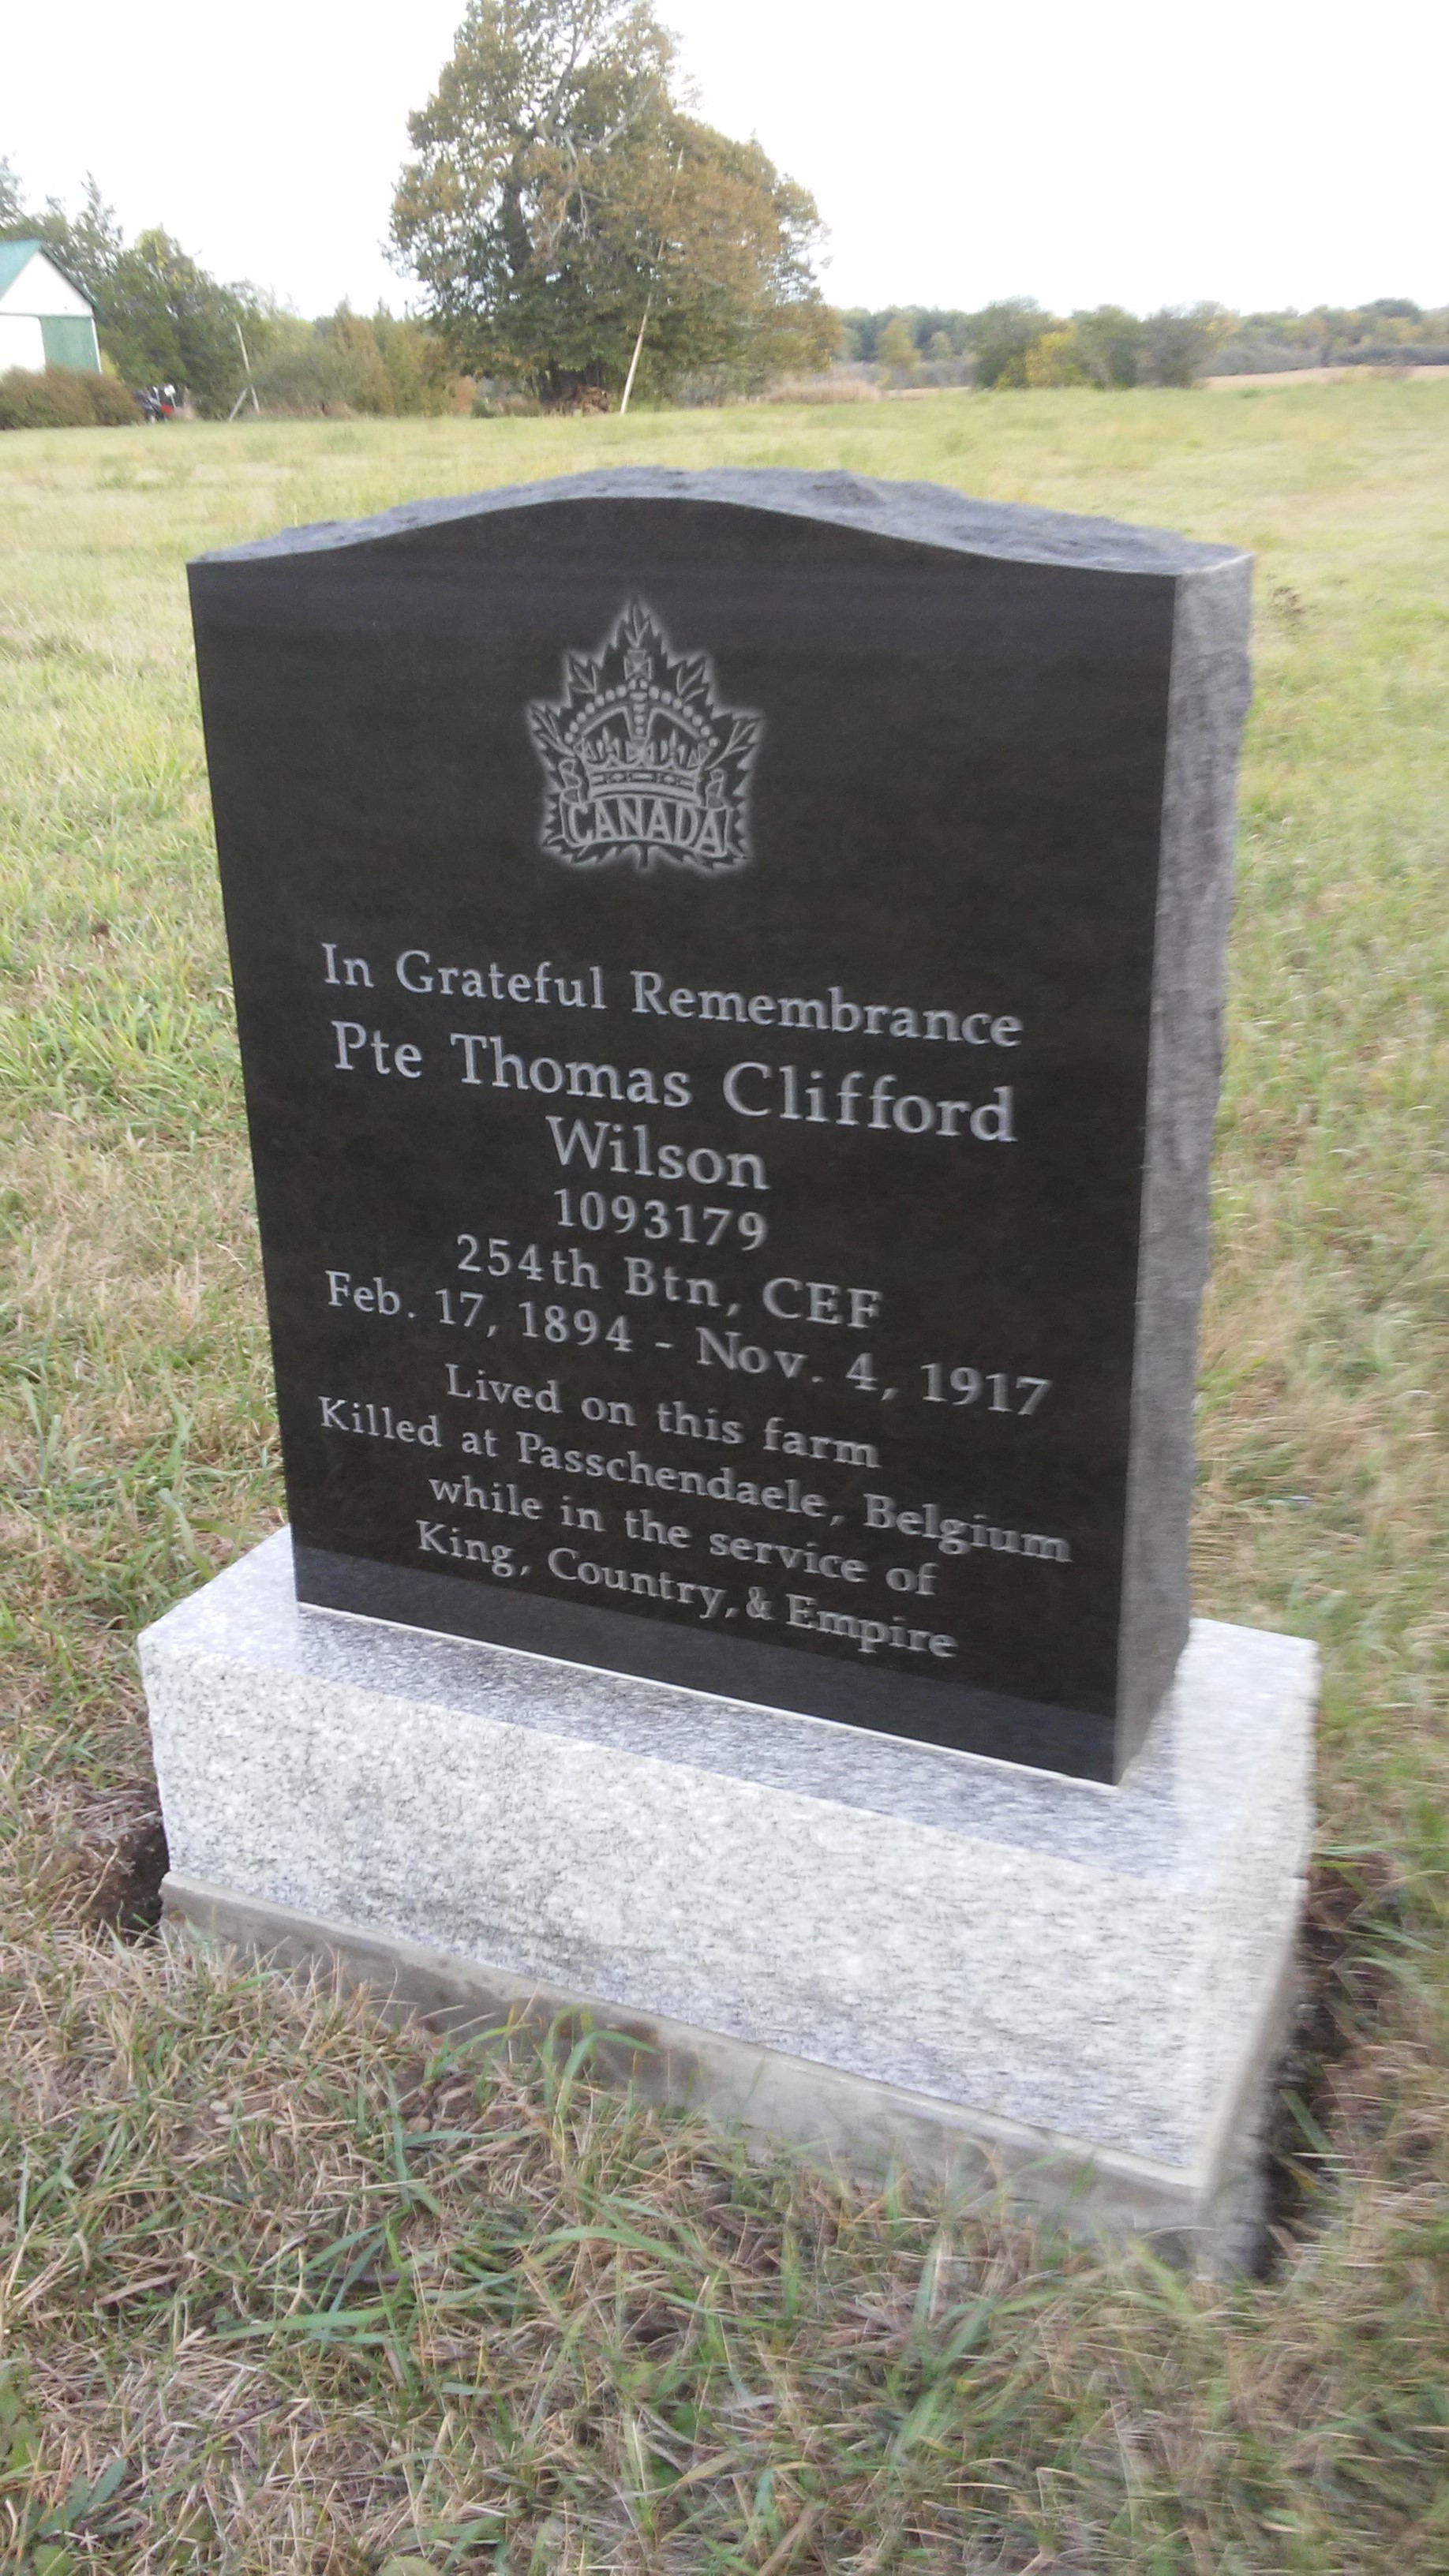 CANADA
In Grateful Remembrance
Pte Thomas Clifford
Wilson
1093179
254th Btn, CEF
Feb. 17, 1894 - Nov. 4, 1917
Lived on this farm
Killed at Passchendaele, Belgium
while in the service of
King, Country, & Empire